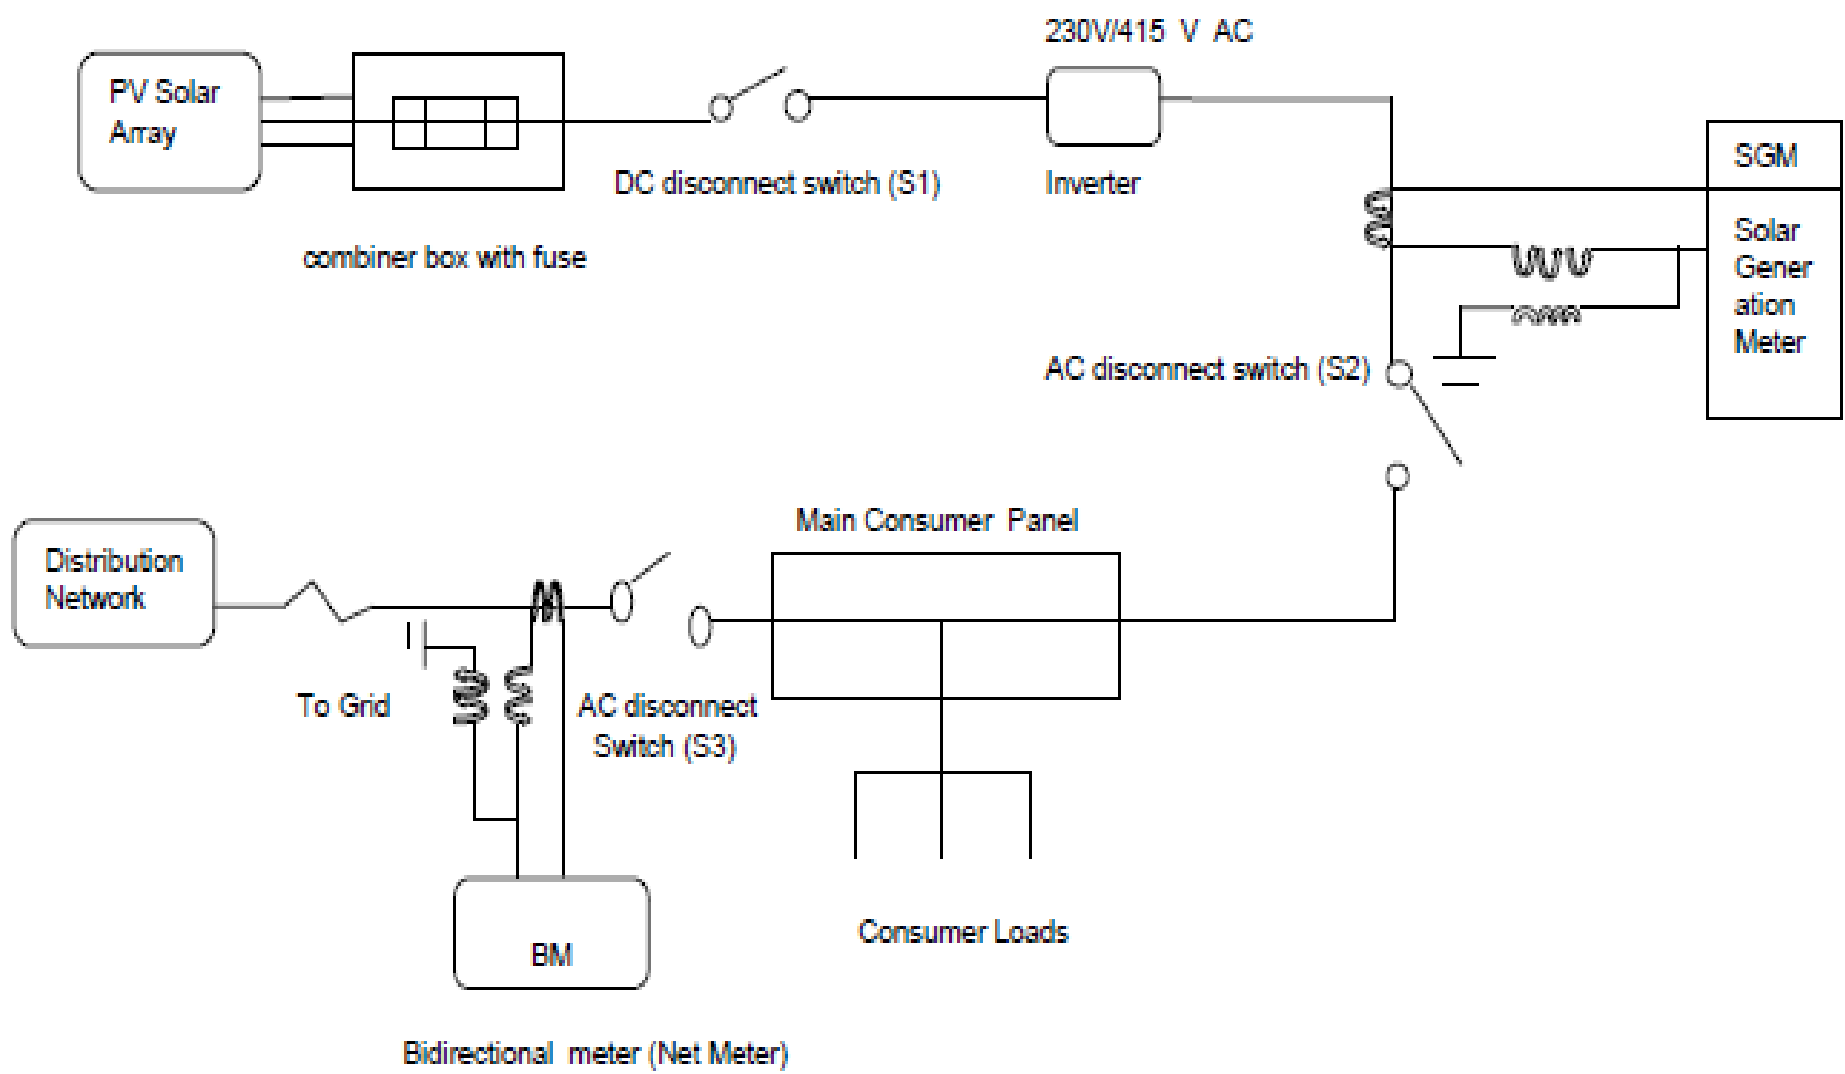 230V/415 V AC
PV Solar
Array
SGM
DC disconnect switch (S1)
Inverter
Solar
Gener
ation
Meter
combiner box with fuse
AC disconnect switch (S2)
Main Consumer Panel
Distribution
Network
To Grid
AC disconnect
Switch (S3)
Consumer Loads
BM
Bidirectional meter (Net Meter)